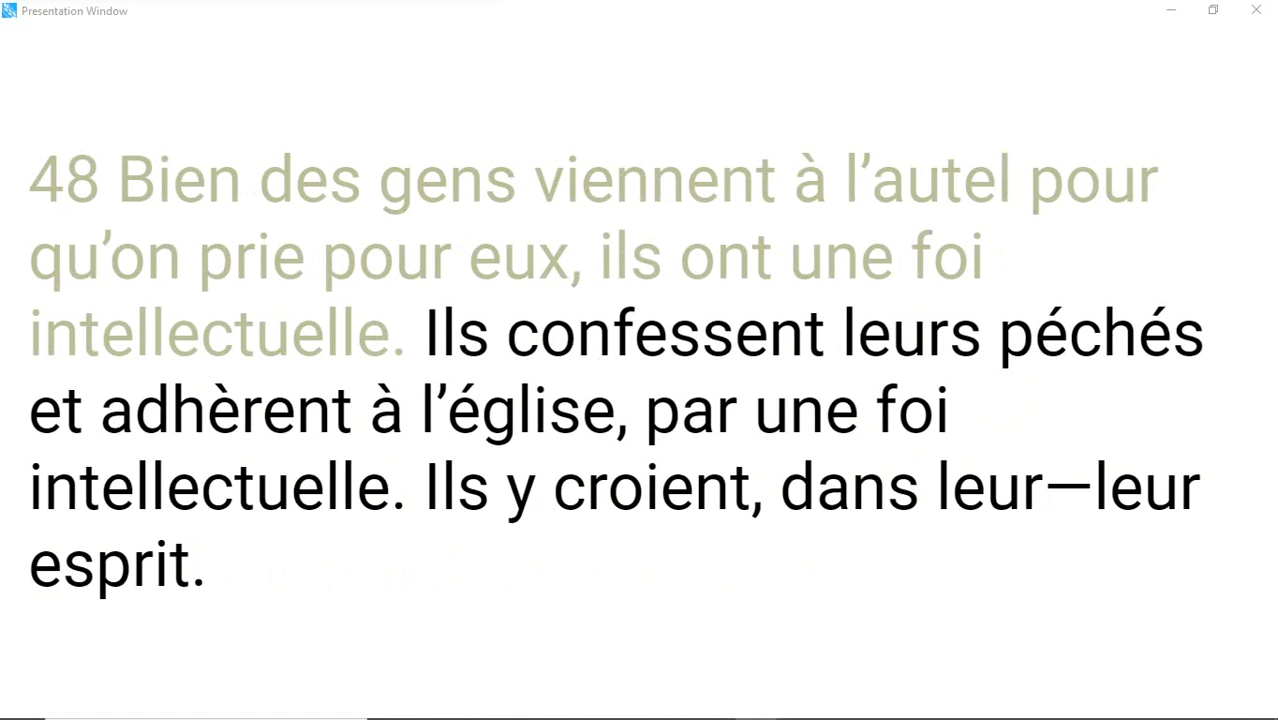 Presentation Window
48 Bien des gens viennent à l’autel pour
qu’on prie pour eux, ils ont une foi
intellectuelle. Ils confessent leurs péchés
et adhèrent à l’église, par une foi
intellectuelle. Ils y croient, dans leur—leur
esprit.